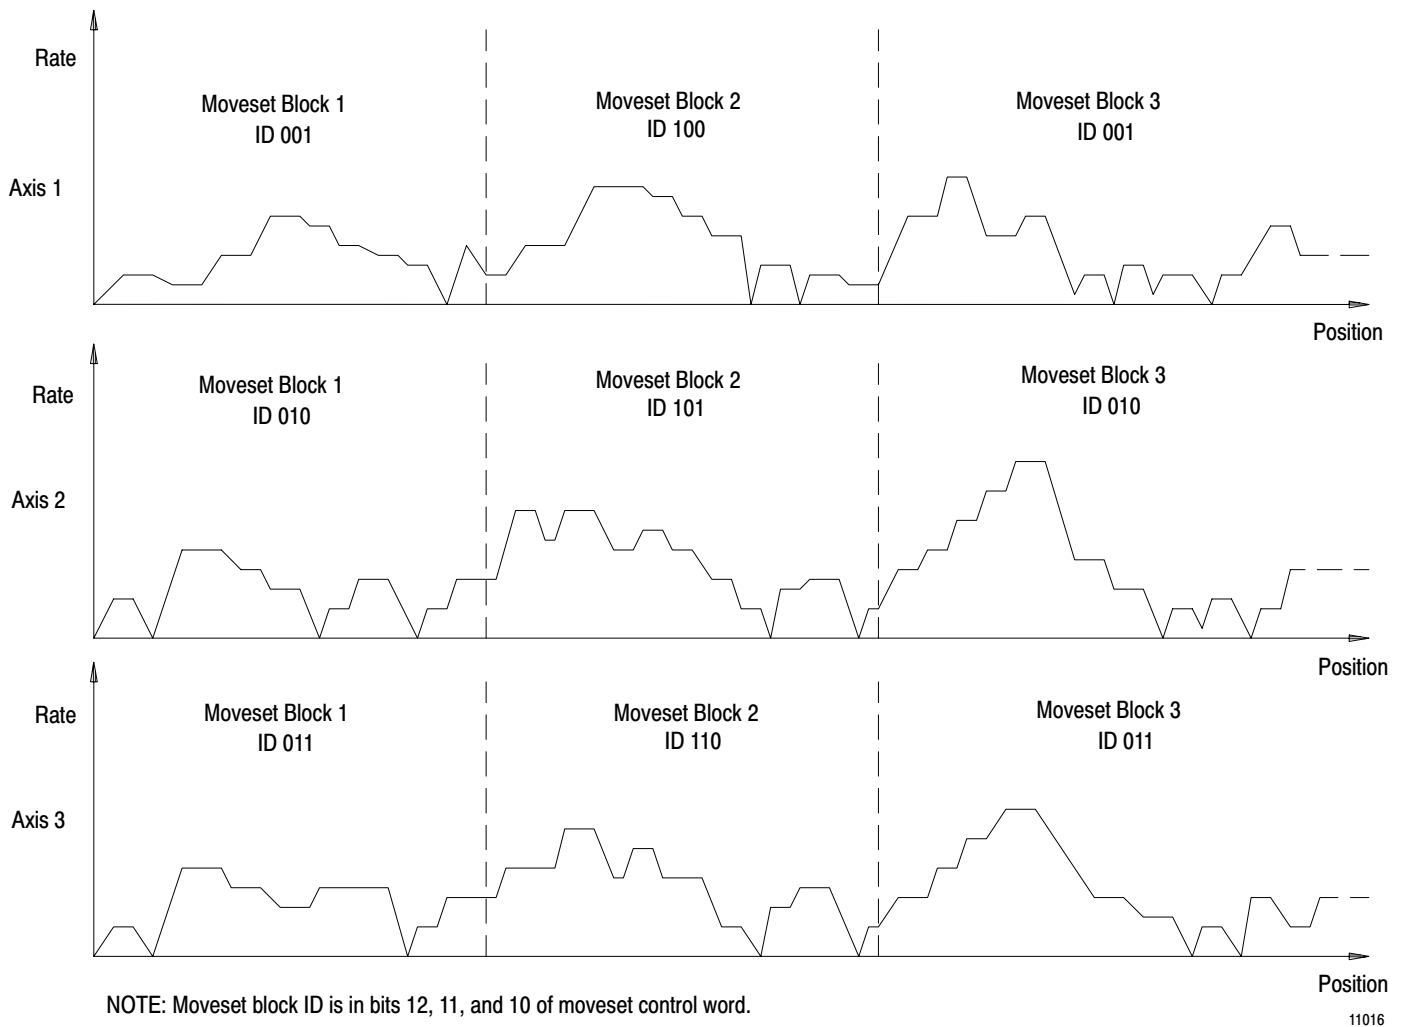 Rate
Moveset Block 1
ID 001
Moveset Block 2
ID 100
Moveset Block 3
ID 001
Axis 1
Position
Rate
Moveset Block 1
ID 010
Moveset Block 2
ID 101
Moveset Block 3
ID 010
Axis 2
Position
Rate
Moveset Block 1
ID 011
Moveset Block 2
ID 110
Moveset Block 3
ID 011
Axis 3
Position
NOTE: Moveset block ID is in bits 12, 11, and 10 of moveset control word.
11016